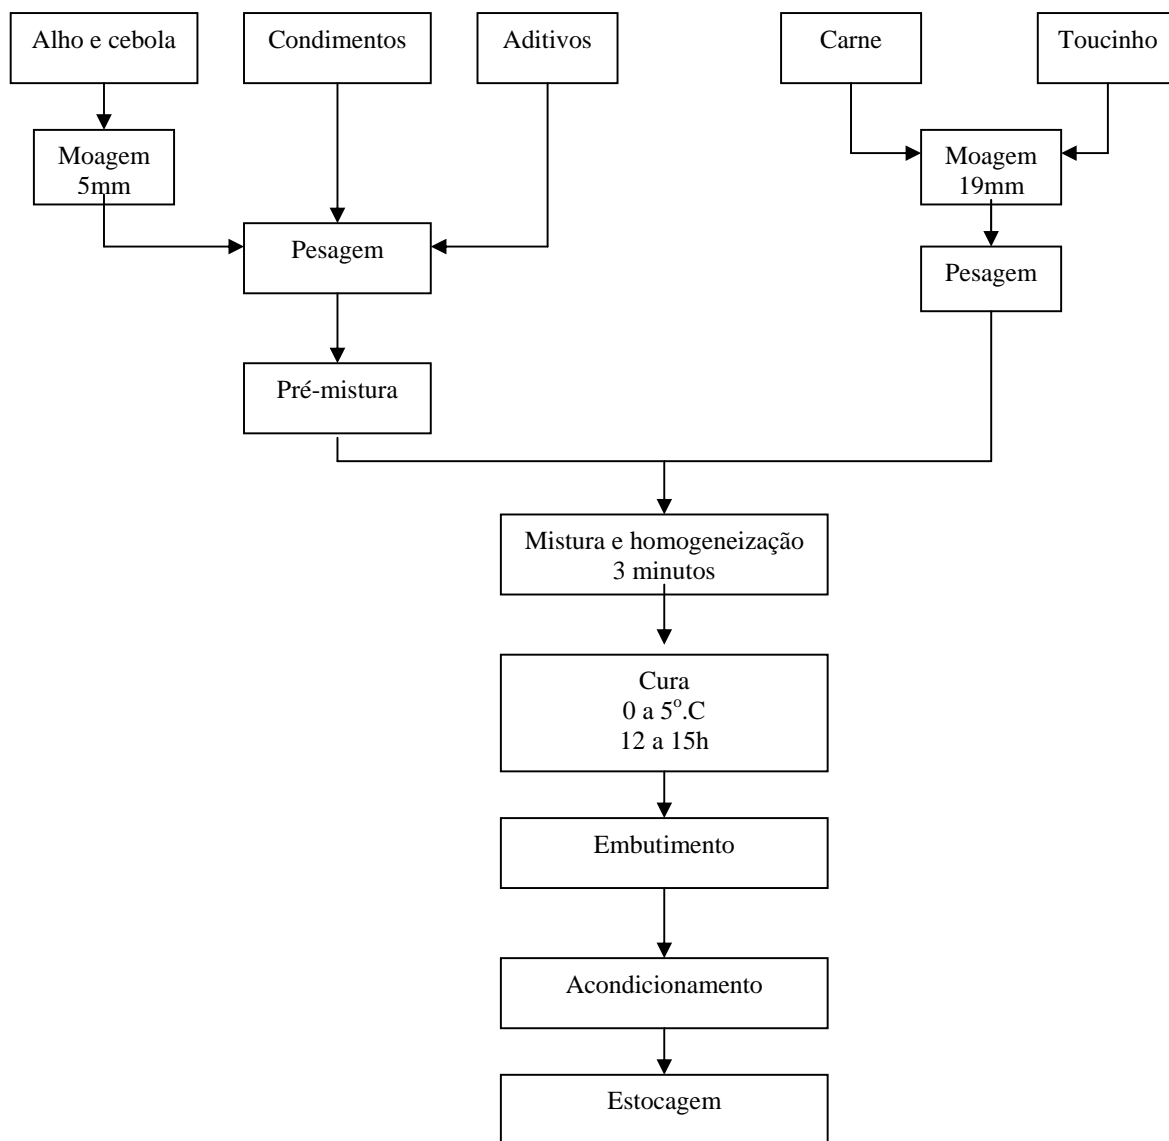 Alho e cebola
Condimentos
Aditivos
Carne
Toucinho
Moagem
5mm
Moagem
19mm
Pesagem
Pesagem
Pré-mistura
Mistura e homogeneização
3 minutos
Cura
0 a 5º.C
12 a 15h
Embutimento
Acondicionamento
Estocagem